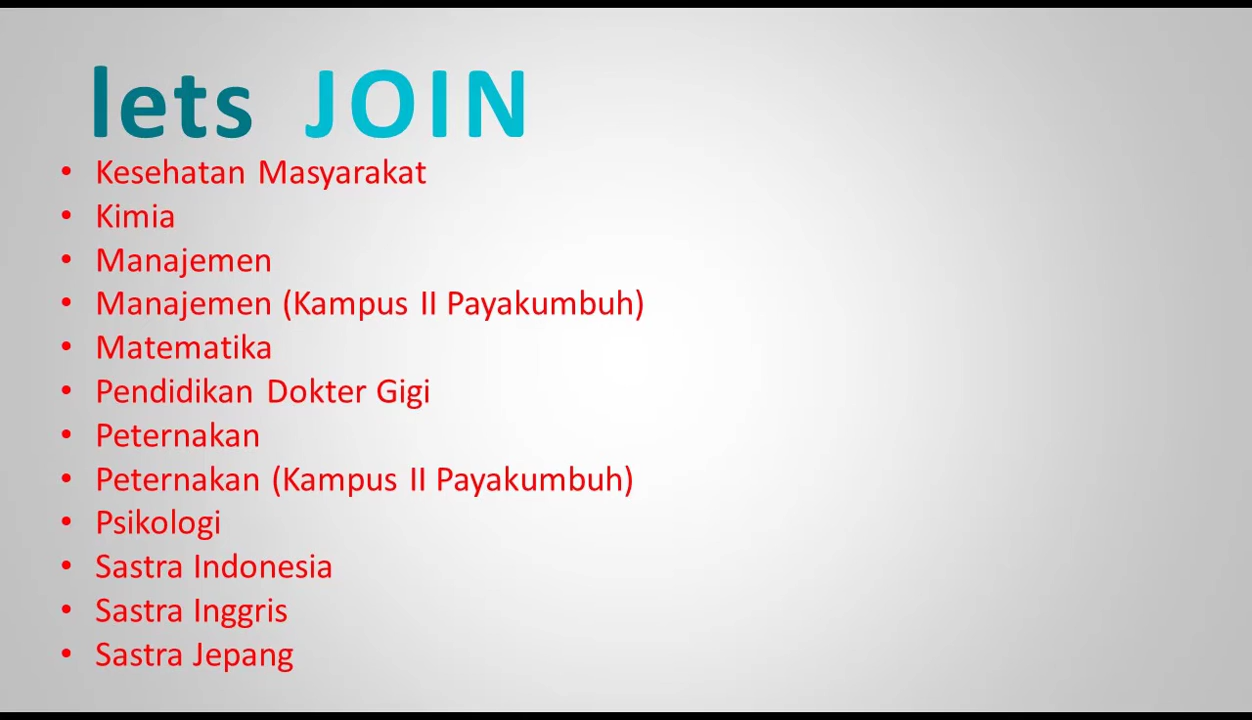 lets JOIN
• Kesehatan Masyarakat
• Kimia
• Manajemen
• Manajemen (Kampus II Payakumbuh)
• Matematika
• Pendidikan Dokter Gigi
• Peternakan
• Peternakan (Kampus II Payakumbuh)
• Psikologi
• Sastra Indonesia
• Sastra Inggris
• Sastra Jepang